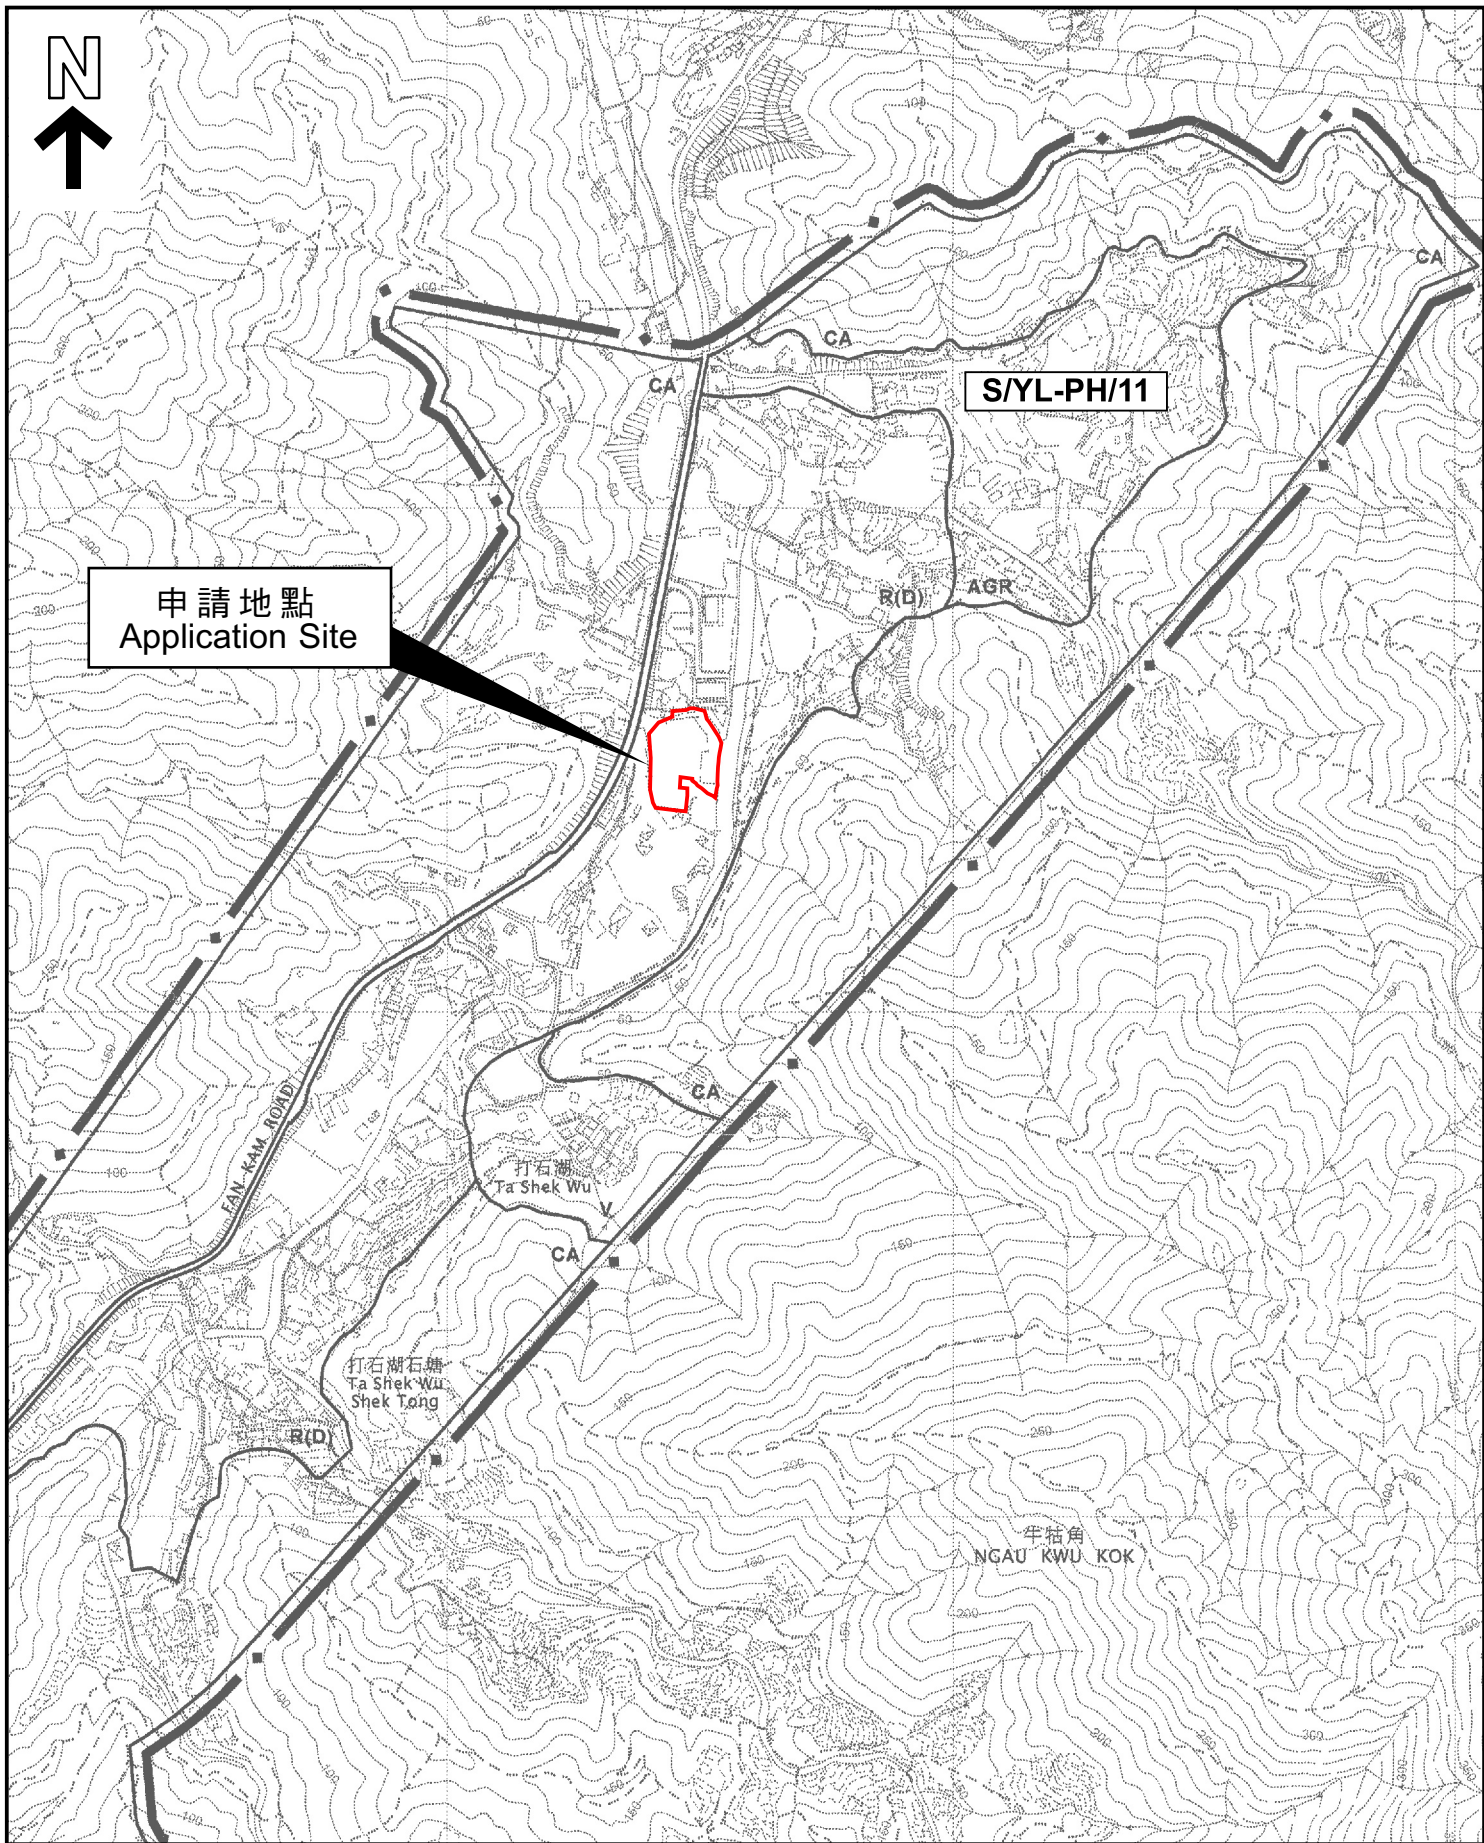 N
CA
CA
CA
S/YL-PH/11
申請地點
Application Site
R(D)
AGR
CA
FAN KAM ROAD
打石湖
Ta Shek Wu
V
CA
打石湖石塘
Ta Shek Wu
Shek Tong
R(D)
牛牯角
NGAU KWU KOK